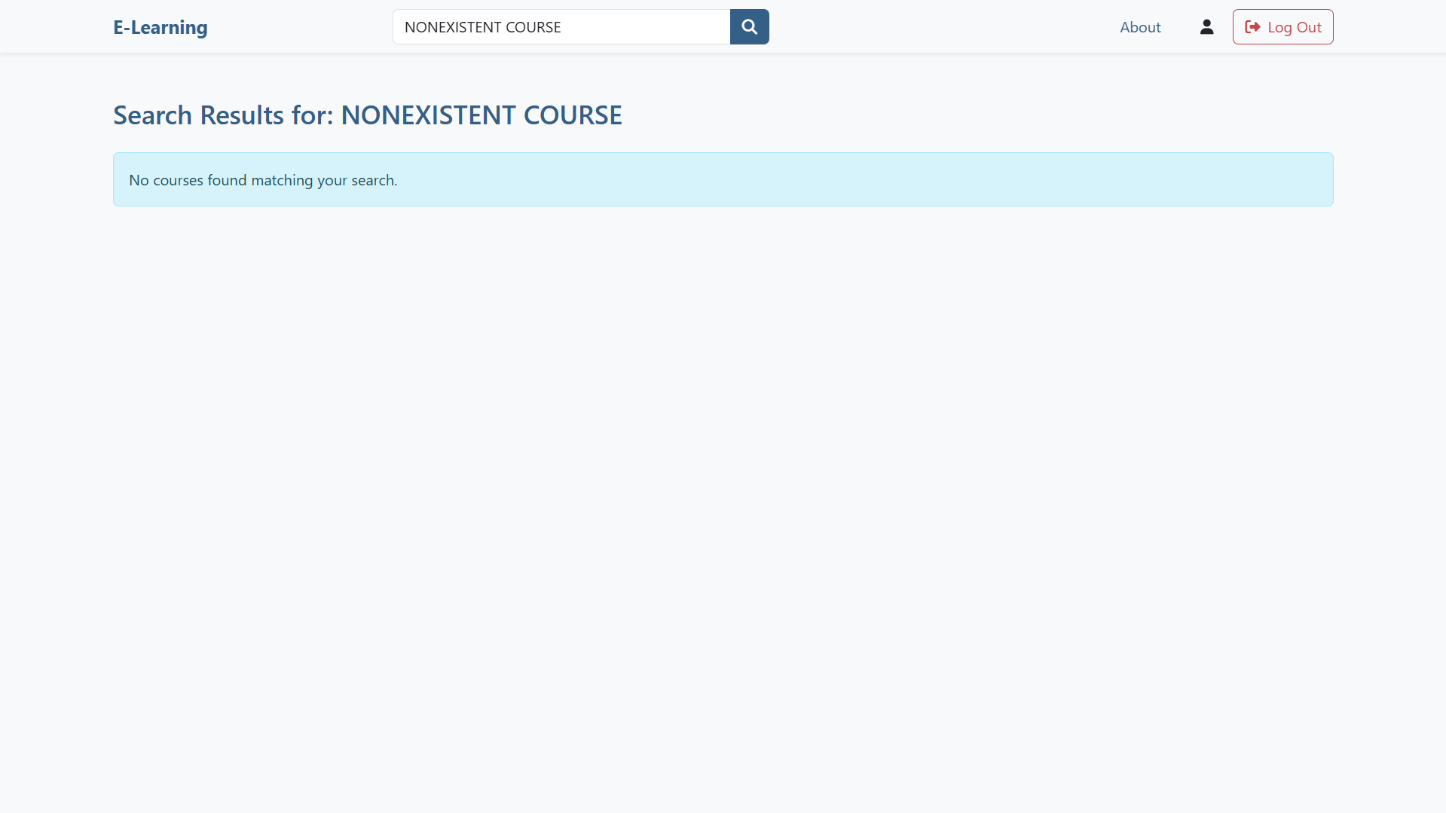 E-Learning
NONEXISTENT COURSE
About
Log Out
Search Results for: NONEXISTENT COURSE
No courses found matching your search.